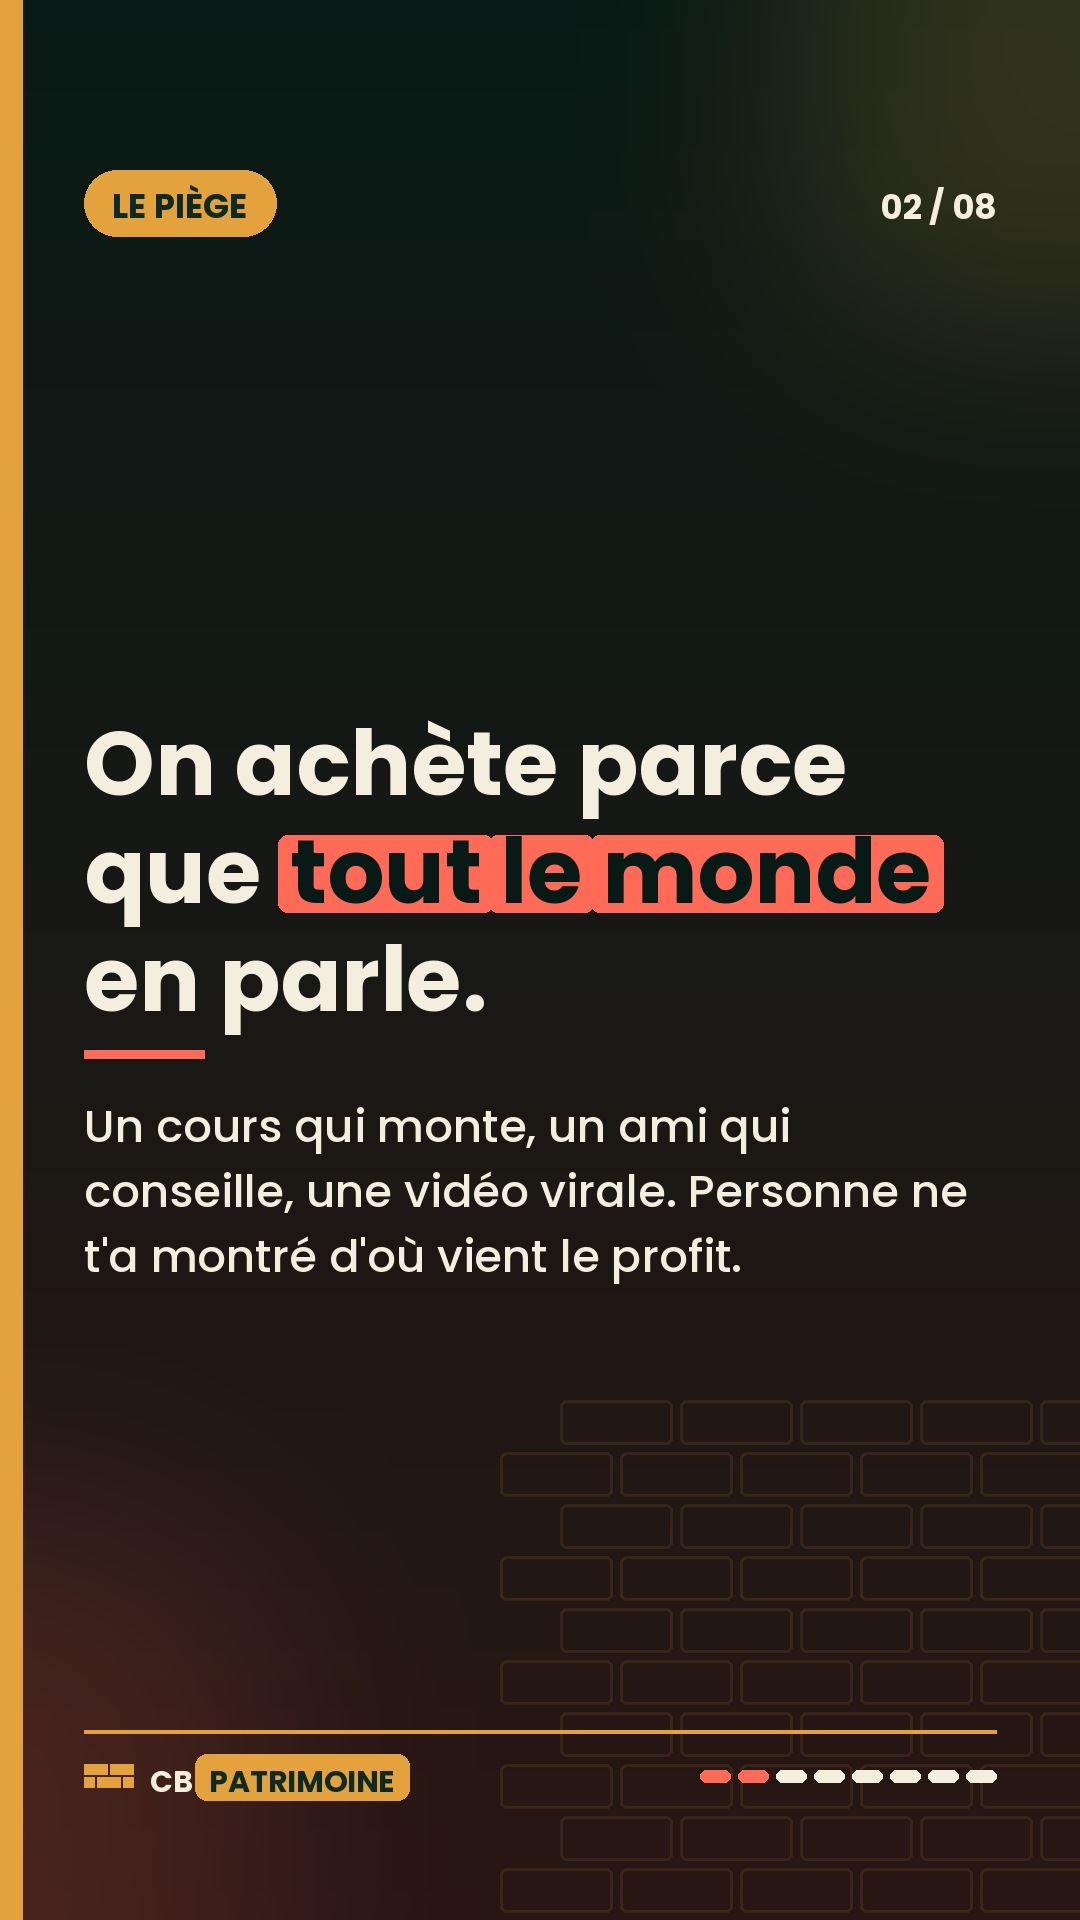 LE PIÈGE
02 / 08
On achète parce
que tout le monde
en parle.
Un cours qui monte, un ami qui
conseille, une vidéo virale. Personne ne
t'a montré d'où vient le profit.
CB PATRIMOINE